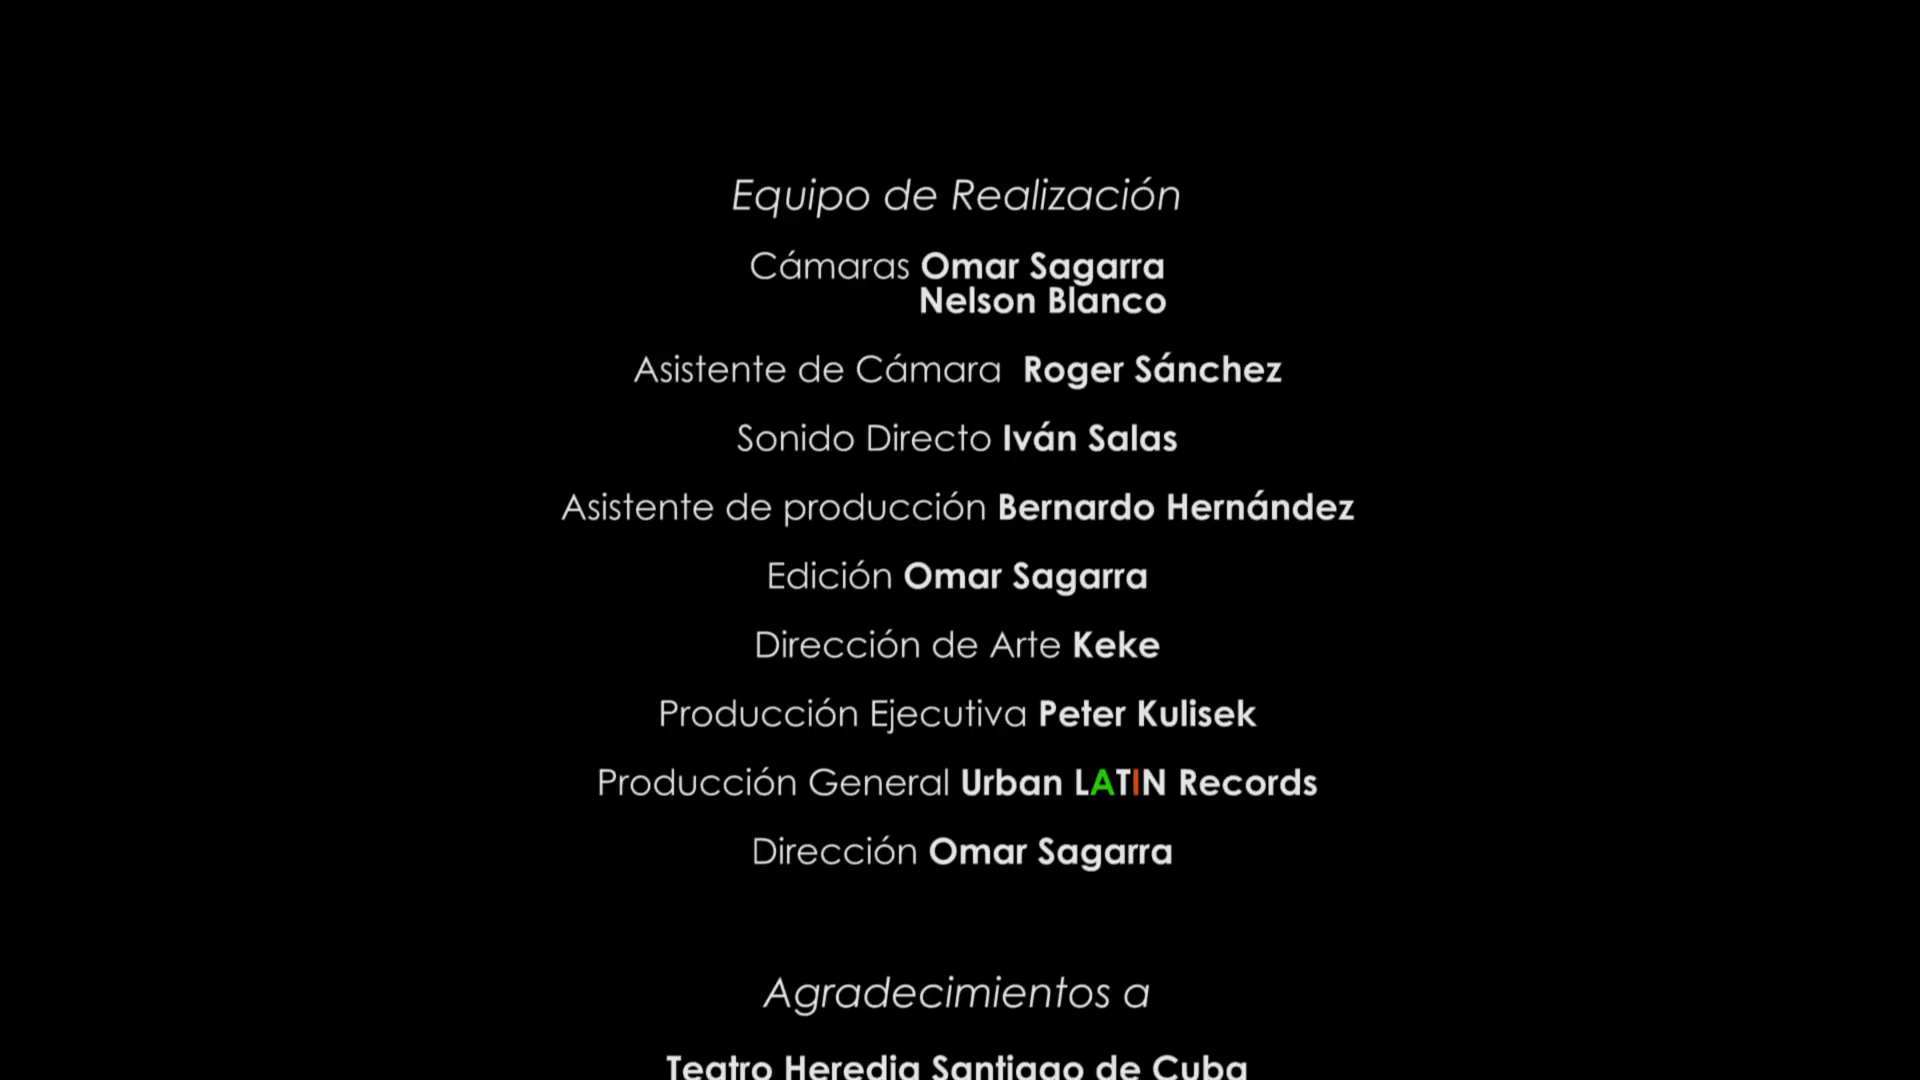 Equipo de Realización
Cámaras Omar Sagarra
Nelson Blanco
Asistente de Cámara Roger Sánchez
Sonido Directo Iván Salas
Asistente de producción Bernardo Hernández
Edición Omar Sagarra
Dirección de Arte Keke
Producción Ejecutiva Peter Kulisek
Producción General Urban LATIN Records
Dirección Omar Sagarra
Agradecimientos a
Teatro Heredia Santiago de Cuba